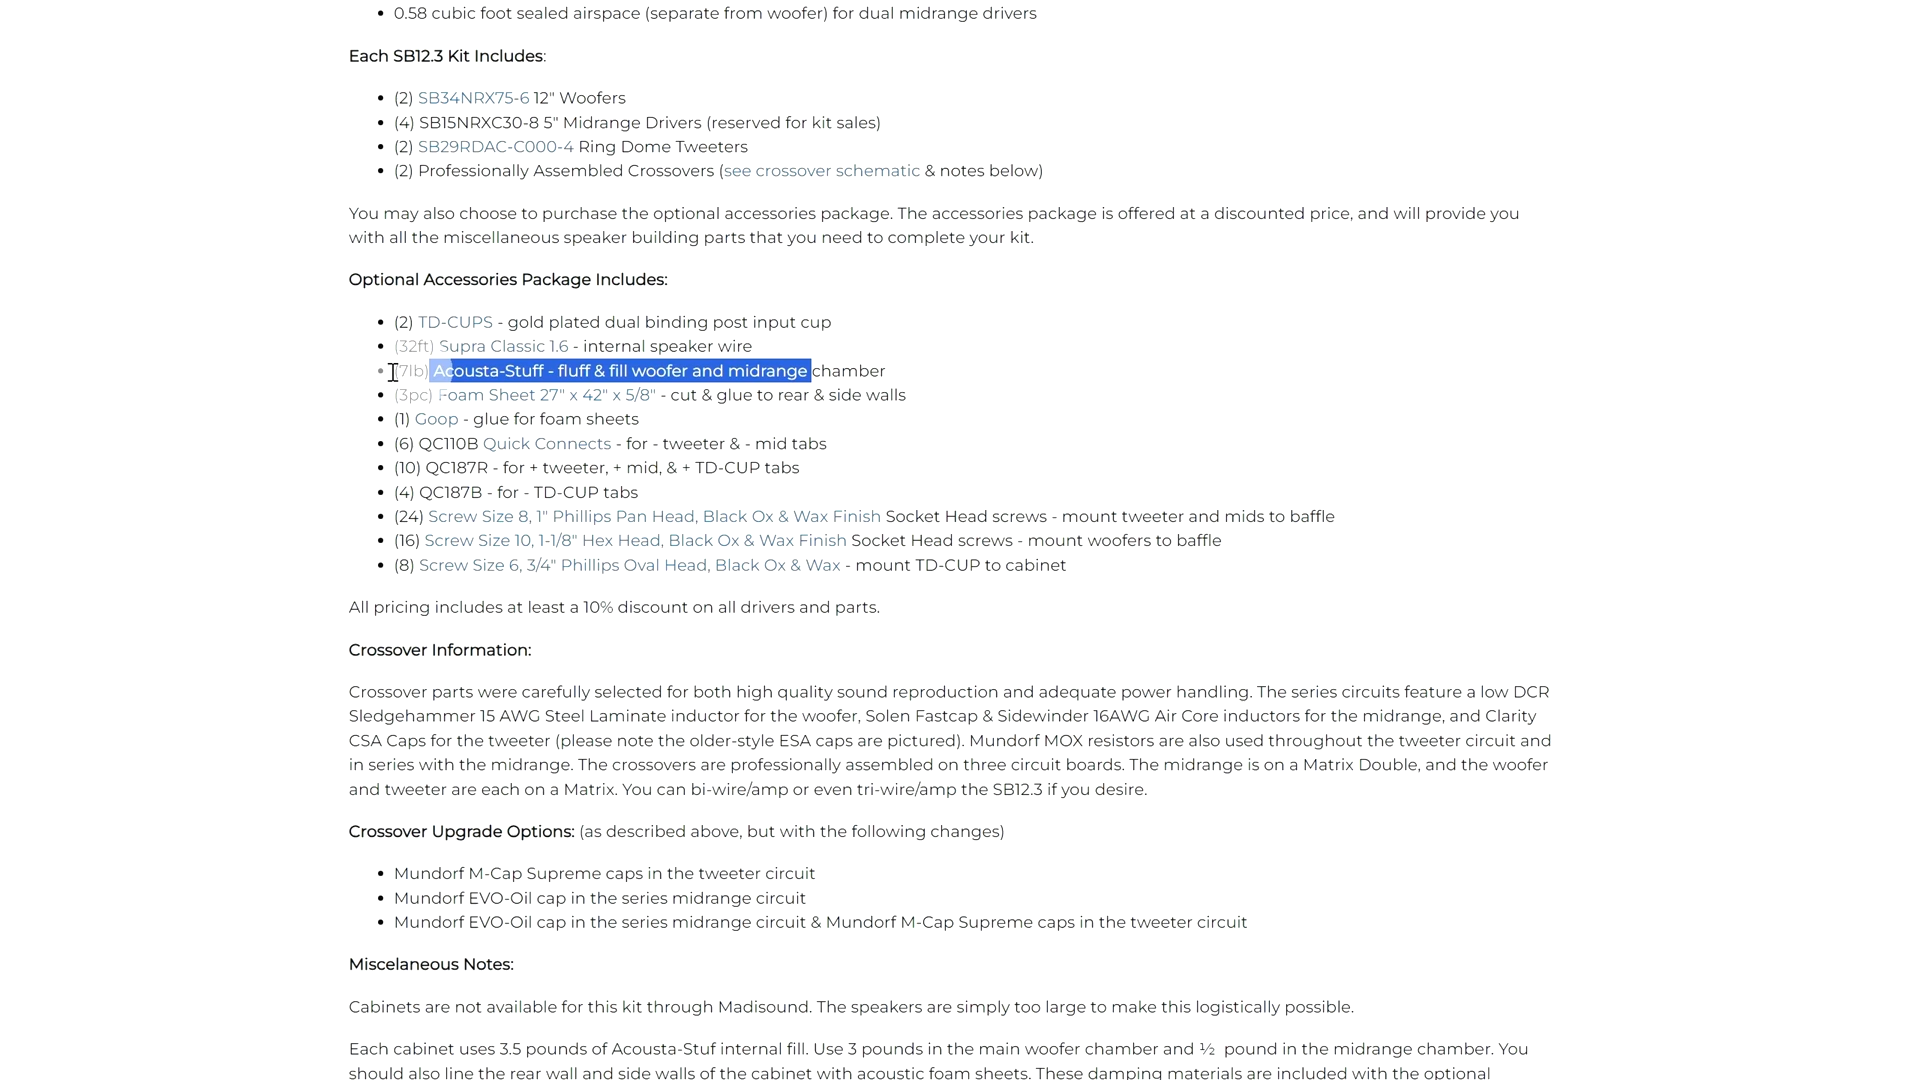 0.58 cubic foot sealed airspace (separate from woofer) for dual midrange drivers
Each SB12.3 Kit Includes:
(2) SB34NRX75-6 12" Woofers
(4) SB15NRXC30-8 5" Midrange Drivers (reserved for kit sales)
(2) SB29RDAC-C000-4 Ring Dome Tweeters
(2) Professionally Assembled Crossovers (see crossover schematic & notes below)
You may also choose to purchase the optional accessories package. The accessories package is offered at a discounted price, and will provide you
with all the miscellaneous speaker building parts that you need to complete your kit.
Optional Accessories Package Includes:
(2) TD-CUPS - gold plated dual binding post input cup
(32ft) Supra Classic 1.6 - internal speaker wire
(7lb) Acousta-Stuff - fluff & fill woofer and midrange chamber
(3pc) Foam Sheet 27" x 42" x 5/8" - cut & glue to rear & side walls
(1) Goop - glue for foam sheets
(6) QC110B Quick Connects - for - tweeter & - mid tabs
(10) QC187R - for + tweeter, + mid, & + TD-CUP tabs
(4) QC187B - for - TD-CUP tabs
(24) Screw Size 8, 1" Phillips Pan Head, Black Ox & Wax Finish Socket Head screws - mount tweeter and mids to baffle
(16) Screw Size 10, 1-1/8" Hex Head, Black Ox & Wax Finish Socket Head screws - mount woofers to baffle
(8) Screw Size 6, 3/4" Phillips Oval Head, Black Ox & Wax - mount TD-CUP to cabinet
All pricing includes at least a 10% discount on all drivers and parts.
Crossover Information:
Crossover parts were carefully selected for both high quality sound reproduction and adequate power handling. The series circuits feature a low DCR
Sledgehammer 15 AWG Steel Laminate inductor for the woofer, Solen Fastcap & Sidewinder 16AWG Air Core inductors for the midrange, and Clarity
CSA Caps for the tweeter (please note the older-style ESA caps are pictured). Mundorf MOX resistors are also used throughout the tweeter circuit and
in series with the midrange. The crossovers are professionally assembled on three circuit boards. The midrange is on a Matrix Double, and the woofer
and tweeter are each on a Matrix. You can bi-wire/amp or even tri-wire/amp the SB12.3 if you desire.
Crossover Upgrade Options: (as described above, but with the following changes)
Mundorf M-Cap Supreme caps in the tweeter circuit
Mundorf EVO-Oil cap in the series midrange circuit
Mundorf EVO-Oil cap in the series midrange circuit & Mundorf M-Cap Supreme caps in the tweeter circuit
Miscelaneous Notes:
Cabinets are not available for this kit through Madisound. The speakers are simply too large to make this logistically possible.
Each cabinet uses 3.5 pounds of Acousta-Stuf internal fill. Use 3 pounds in the main woofer chamber and ½ pound in the midrange chamber. You
should also line the rear wall and side walls of the cabinet with acoustic foam sheets. These damping materials are included with the optional